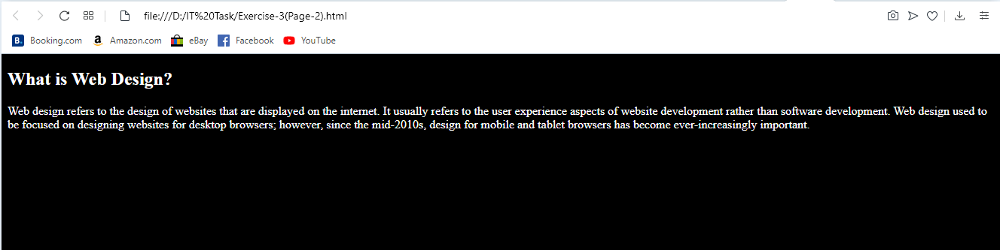 file:///D:/IT%20Task/Exercise-3(Page-2).html
B. Booking.com a Amazon.com eBay Facebook YouTube
What is Web Design?
Web design refers to the design of websites that are displayed on the internet. It usually refers to the user experience aspects of website development rather than software development. Web design used to
be focused on designing websites for desktop browsers; however, since the mid-2010s, design for mobile and tablet browsers has become ever-increasingly important.